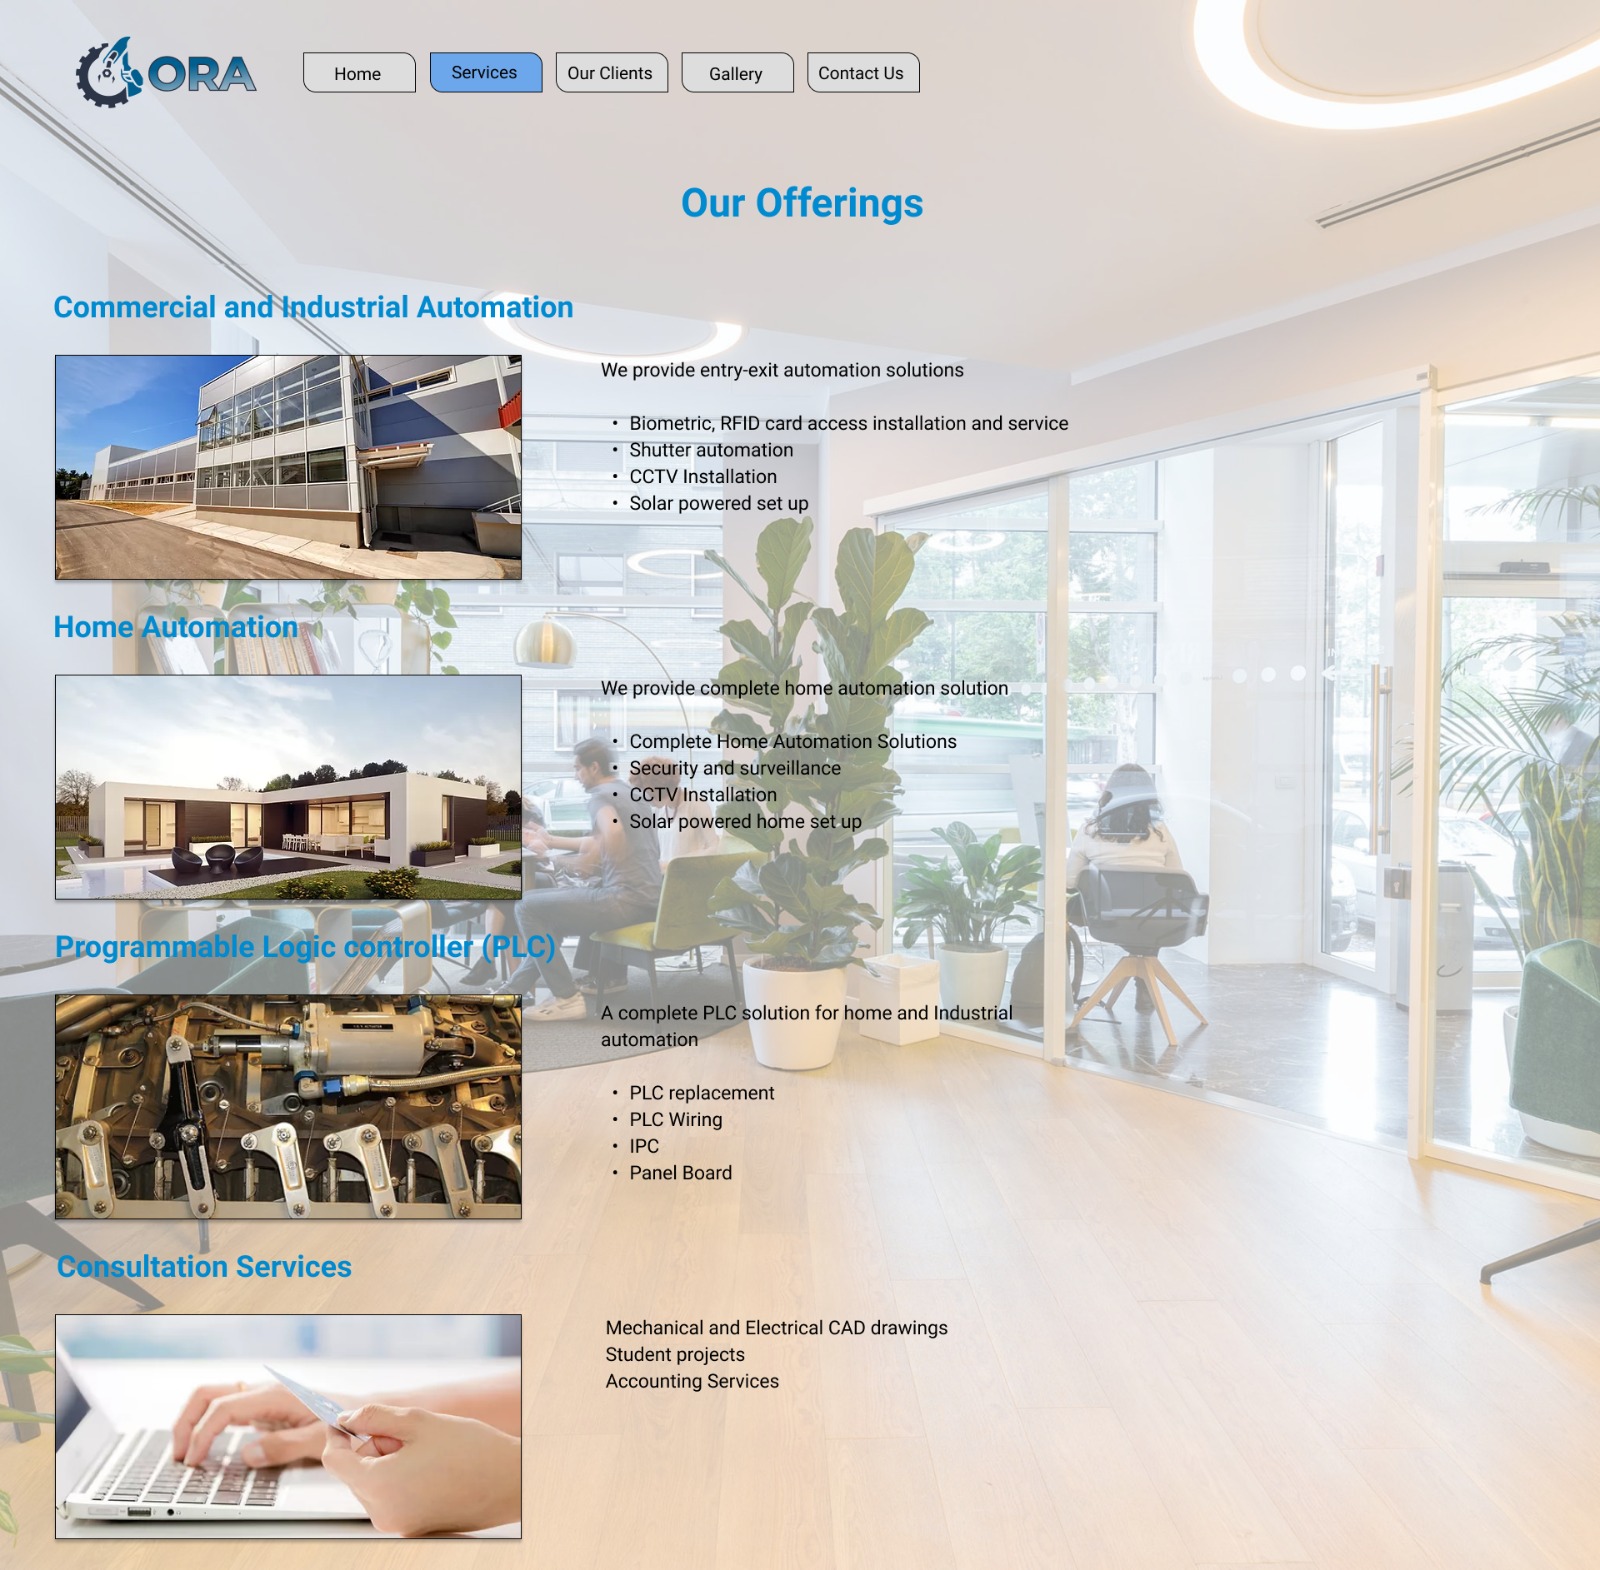 ORA
Home
Services
Our Clients
Gallery
Contact Us
Our Offerings
Commercial and Industrial Automation
We provide entry-exit automation solutions
• Biometric, RFID card access installation and service
• Shutter automation
• CCTV Installation
• Solar powered set up
Home Automation
We provide complete home automation solution
• Complete Home Automation Solutions
• Security and surveillance
• CCTV Installation
• Solar powered home set up
Programmable Logic controller (PLC)
A complete PLC solution for home and Industrial
automation
• PLC replacement
• PLC Wiring
• IPC
• Panel Board
Consultation Services
Mechanical and Electrical CAD drawings
Student projects
Accounting Services